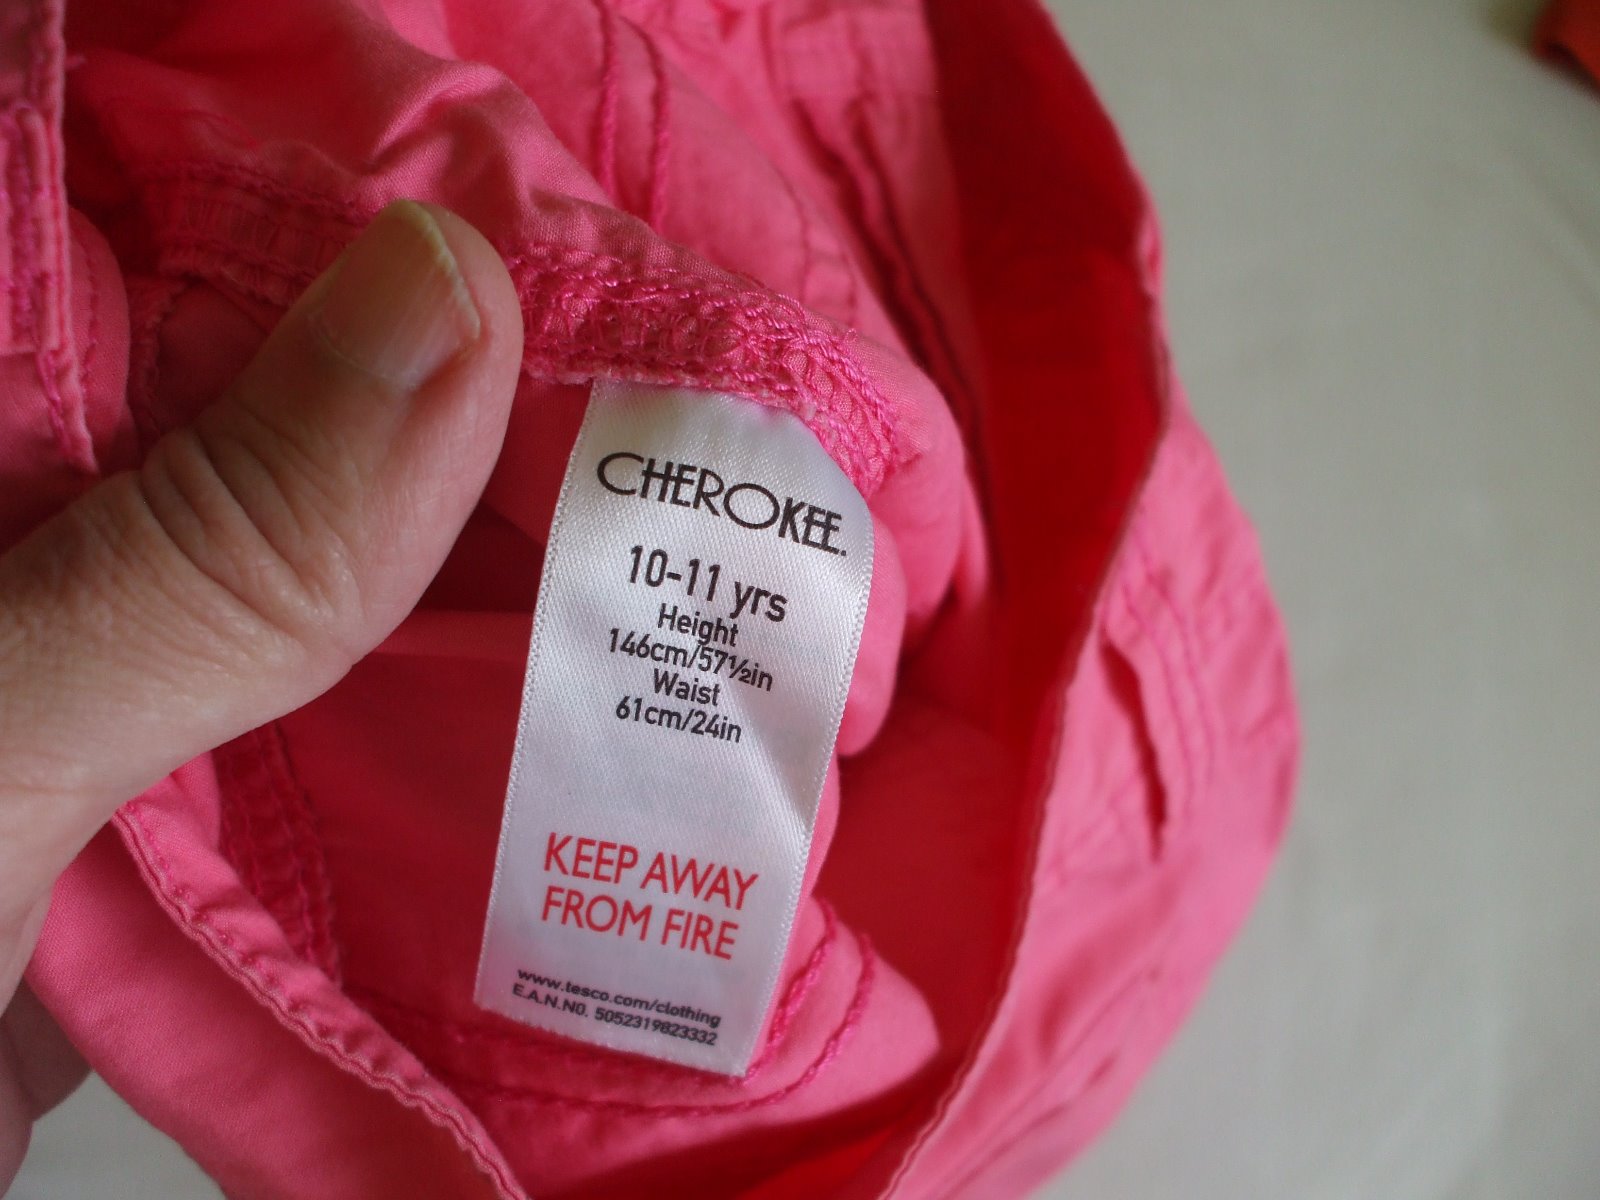 CHEROKEE.
10-11 yrs
Height
146cm/57½in
Waist
61cm/24in
KEEP AWAY
FROM FIRE
www.tesco.com/clothing
E.A.N.N0. 5052319823332